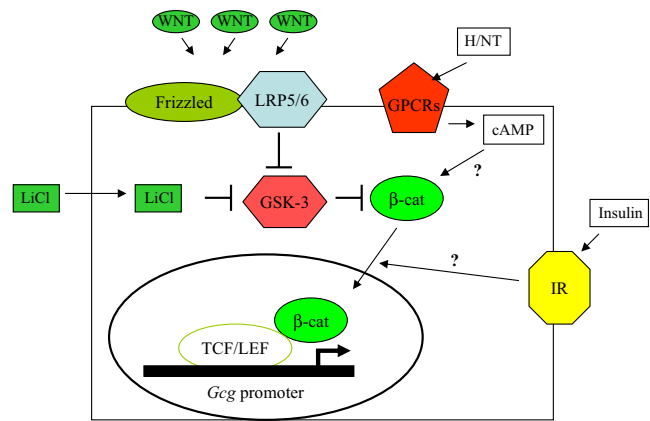 WNT WNT WNT
H/NT
Frizzled
LRP5/6
GPCRs
cAMP
?
LiCl
LiCl
GSK-3
β-cat
Insulin
?
IR
β-cat
TCF/LEF
Gcg promoter